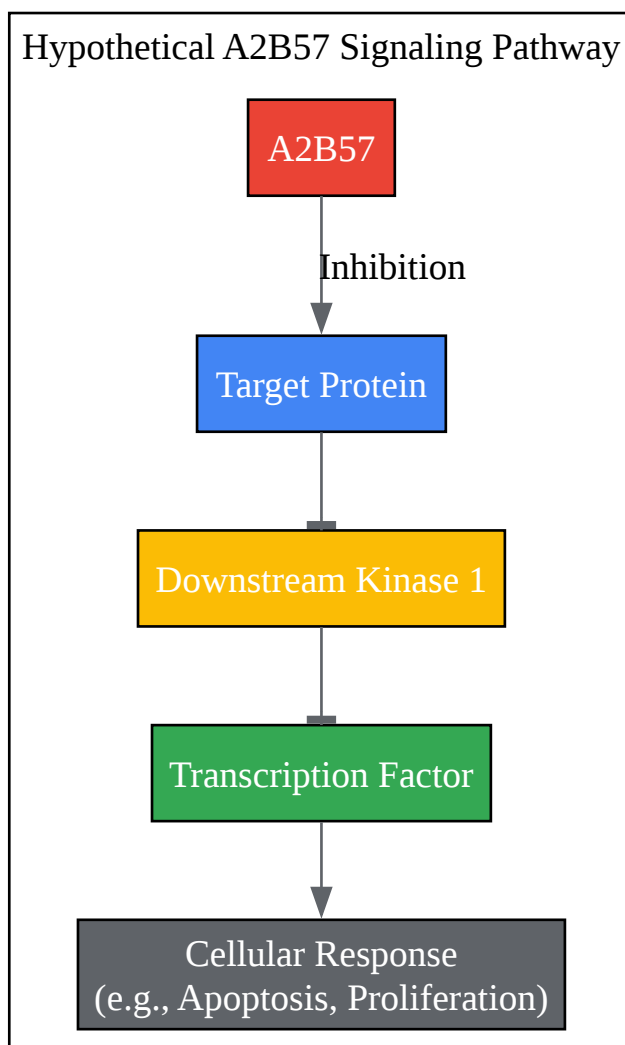 Hypothetical A2B57 Signaling Pathway
A2B57
Inhibition
Target Protein
Downstream Kinase 1
Transcription Factor
Cellular Response
(e.g., Apoptosis, Proliferation)